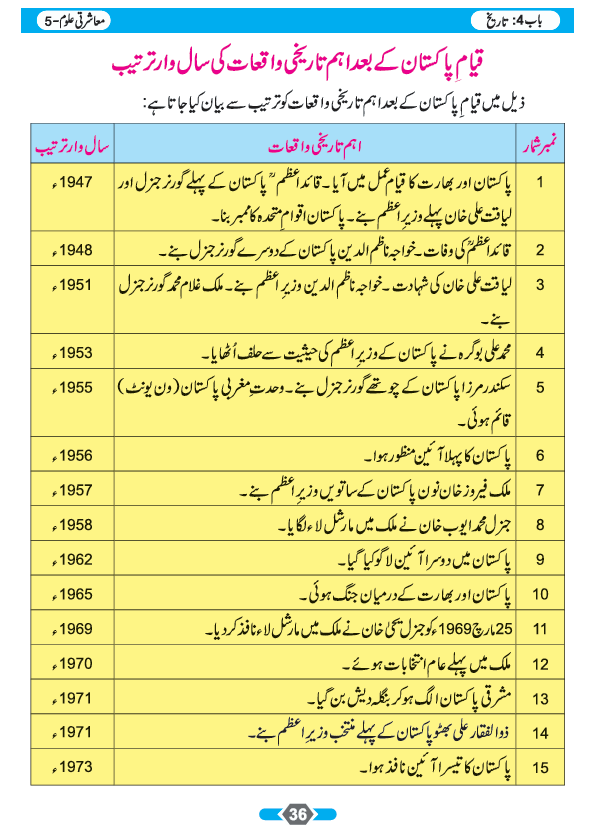 باب 4: تاریخ
معاشرتی علوم-5
قیامِ پاکستان کے بعد اہم تاریخی واقعات کی سال وار ترتیب
ذیل میں قیامِ پاکستان کے بعد اہم تاریخی واقعات کو ترتیب سے بیان کیا جاتا ہے:
نمبر شمار اہم تاریخی واقعات سال وار ترتیب
1 پاکستان اور بھارت کا قیام عمل میں آیا۔ قائداعظمؒ پاکستان کے پہلے گورنر جنرل اور 1947ء
لیاقت علی خان پہلے وزیرِ اعظم بنے۔ پاکستان اقوامِ متحدہ کا ممبر بنا۔
2 قائداعظمؒ کی وفات۔ خواجہ ناظم الدین پاکستان کے دوسرے گورنر جنرل بنے۔ 1948ء
3 لیاقت علی خان کی شہادت۔ خواجہ ناظم الدین وزیرِ اعظم بنے۔ ملک غلام محمد گورنر جنرل 1951ء
بنے۔
4 محمد علی بوگرہ نے پاکستان کے وزیرِ اعظم کی حیثیت سے حلف اُٹھایا۔ 1953ء
5 سکندر مرزا پاکستان کے چوتھے گورنر جنرل بنے۔ وحدتِ مغربی پاکستان (ون یونٹ) 1955ء
قائم ہوئی۔
6 پاکستان کا پہلا آئین منظور ہوا۔ 1956ء
7 ملک فیروز خان نون پاکستان کے ساتویں وزیرِ اعظم بنے۔ 1957ء
8 جنرل محمد ایوب خان نے ملک میں مارشل لاء لگایا۔ 1958ء
9 پاکستان میں دوسرا آئین لاگو کیا گیا۔ 1962ء
10 پاکستان اور بھارت کے درمیان جنگ ہوئی۔ 1965ء
11 25 مارچ 1969ء کو جنرل یحییٰ خان نے ملک میں مارشل لاء نافذ کر دیا۔ 1969ء
12 ملک میں پہلے عام انتخابات ہوئے۔ 1970ء
13 مشرقی پاکستان الگ ہو کر بنگلہ دیش بن گیا۔ 1971ء
14 ذوالفقار علی بھٹو پاکستان کے پہلے منتخب وزیرِ اعظم بنے۔ 1971ء
15 پاکستان کا تیسرا آئین نافذ ہوا۔ 1973ء
36